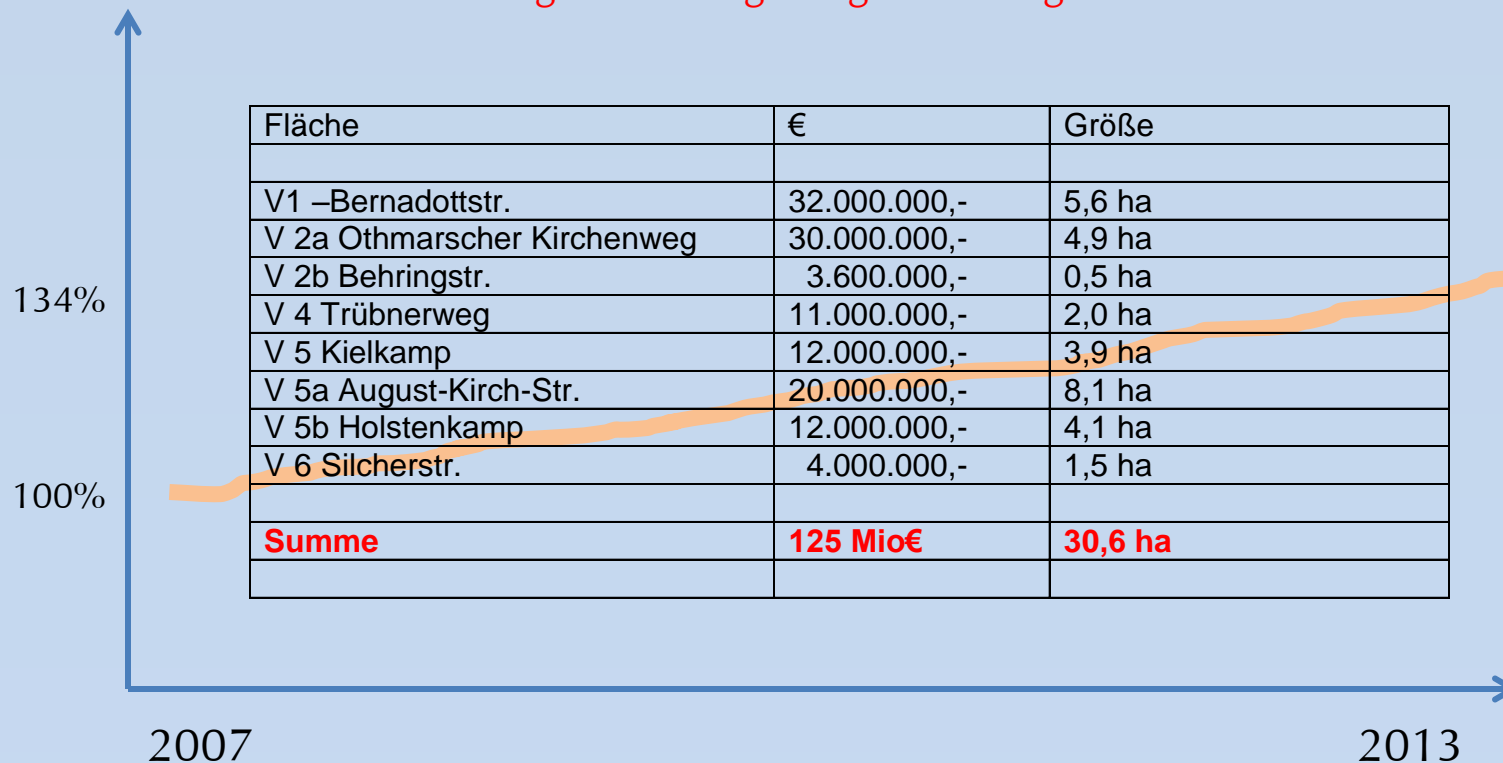 Fläche € Größe
V1 –Bernadottstr. 32.000.000,- 5,6 ha
V 2a Othmarscher Kirchenweg 30.000.000,- 4,9 ha
V 2b Behringstr. 3.600.000,- 0,5 ha
134%
V 4 Trübnerweg 11.000.000,- 2,0 ha
V 5 Kielkamp 12.000.000,- 3,9 ha
V 5a August-Kirch-Str. 20.000.000,- 8,1 ha
V 5b Holstenkamp 12.000.000,- 4,1 ha
V 6 Silcherstr. 4.000.000,- 1,5 ha
100%
Summe 125 Mio€ 30,6 ha
2007 2013